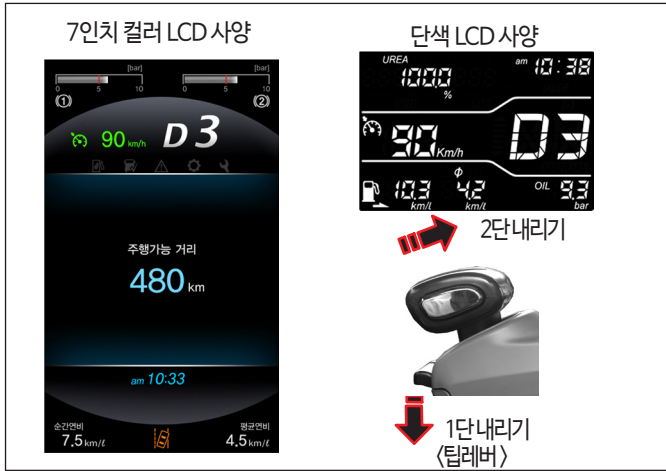 7인치 컬러 LCD 사양
[bar]
[bar]
0 5 10
0 5 10
(1)
(2)
90 km/h D 3
주행가능 거리
480 km
am 10:33
순간연비
7.5 km/ℓ
평균연비
4.5 km/ℓ
단색 LCD 사양
UREA
100.0
%
am 10:38
90 Km/h
D3
10.3
km/ℓ
Φ
4.2
km/ℓ
OIL 9.3
bar
2단 내리기
1단 내리기
〈팁레버〉